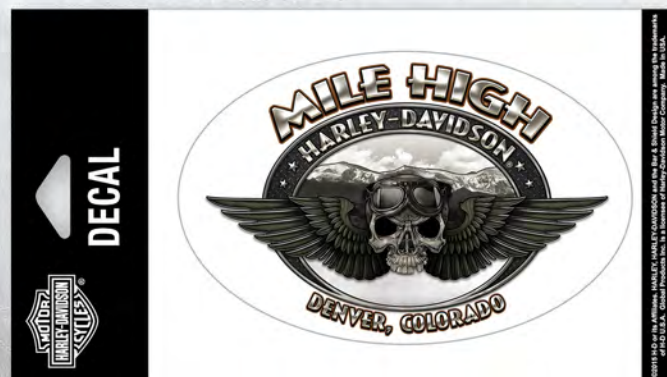 DECAL
MOTOR
HARLEY-DAVIDSON
CYCLES
®
MILE HIGH
HARLEY-DAVIDSON®
DENVER, COLORADO
©2015 H-D or its Affiliates. HARLEY, HARLEY-DAVIDSON and the Bar & Shield Design are among the trademarks
of H-D U.S.A. Global Products Inc. is a licensee of Harley-Davidson Motor Company. Made in USA.